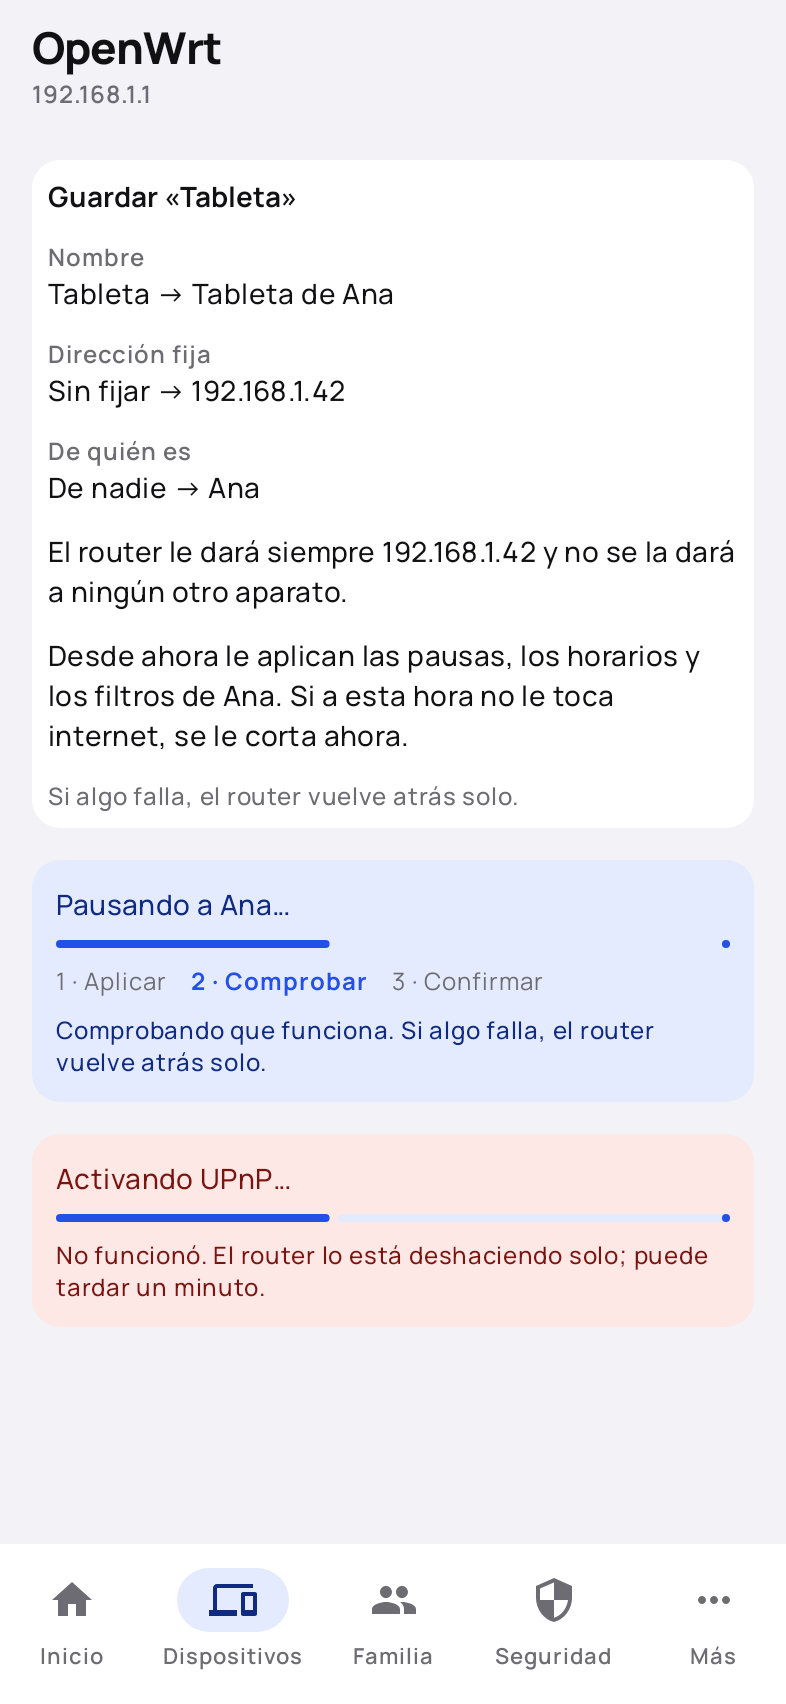 OpenWrt
192.168.1.1
Guardar «Tableta»
Nombre
Tableta → Tableta de Ana
Dirección fija
Sin fijar → 192.168.1.42
De quién es
De nadie → Ana
El router le dará siempre 192.168.1.42 y no se la dará
a ningún otro aparato.
Desde ahora le aplican las pausas, los horarios y
los filtros de Ana. Si a esta hora no le toca
internet, se le corta ahora.
Si algo falla, el router vuelve atrás solo.
Pausando a Ana…
1 · Aplicar 2 · Comprobar 3 · Confirmar
Comprobando que funciona. Si algo falla, el router
vuelve atrás solo.
Activando UPnP…
No funcionó. El router lo está deshaciendo solo; puede
tardar un minuto.
Inicio Dispositivos Familia Seguridad Más